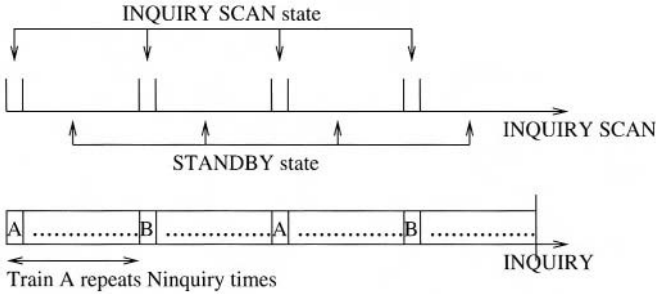 INQUIRY SCAN state
INQUIRY SCAN
STANDBY state
A ................. B ................. A ................. B .................
INQUIRY
Train A repeats Ninquiry times